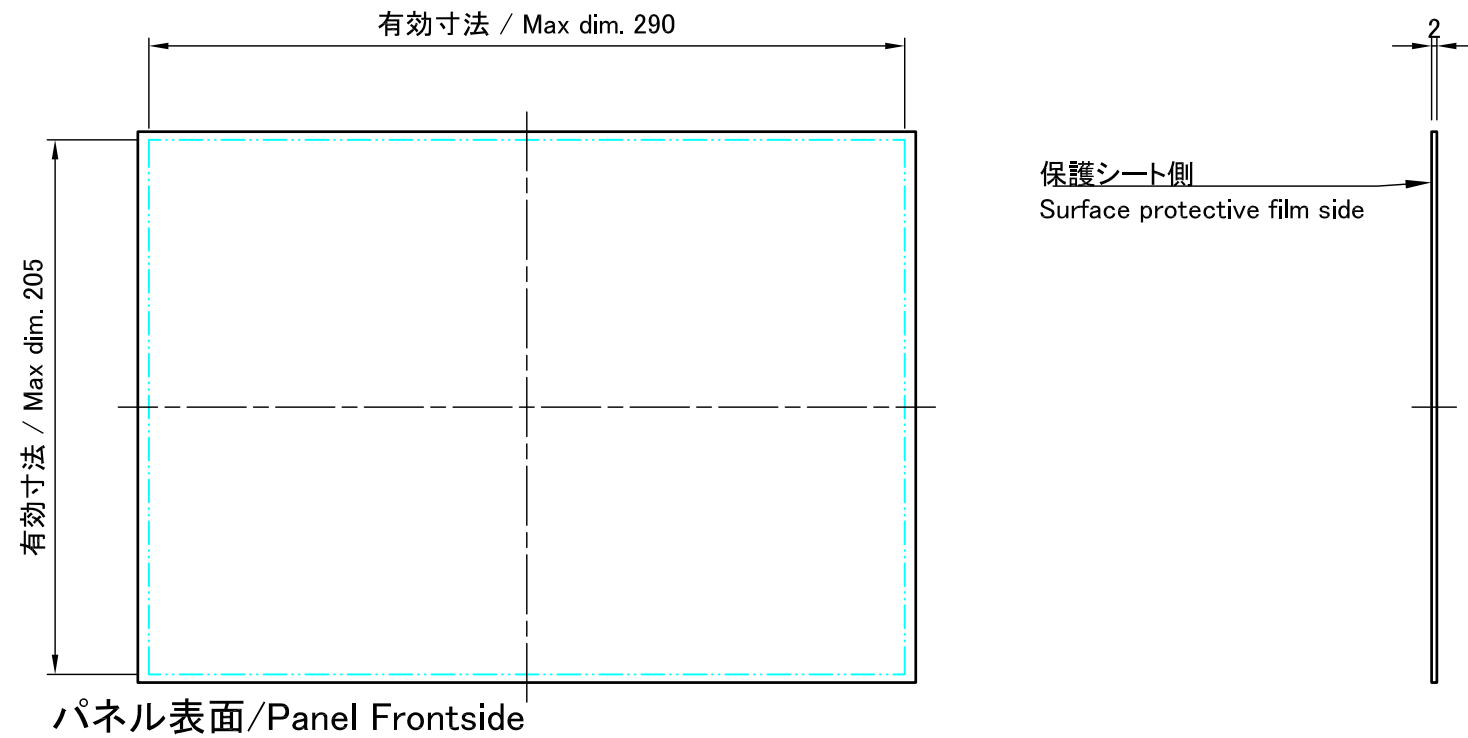 有効寸法 / Max dim. 290
2
保護シート側
Surface protective film side
有効寸法 / Max dim. 205
パネル表面/Panel Frontside